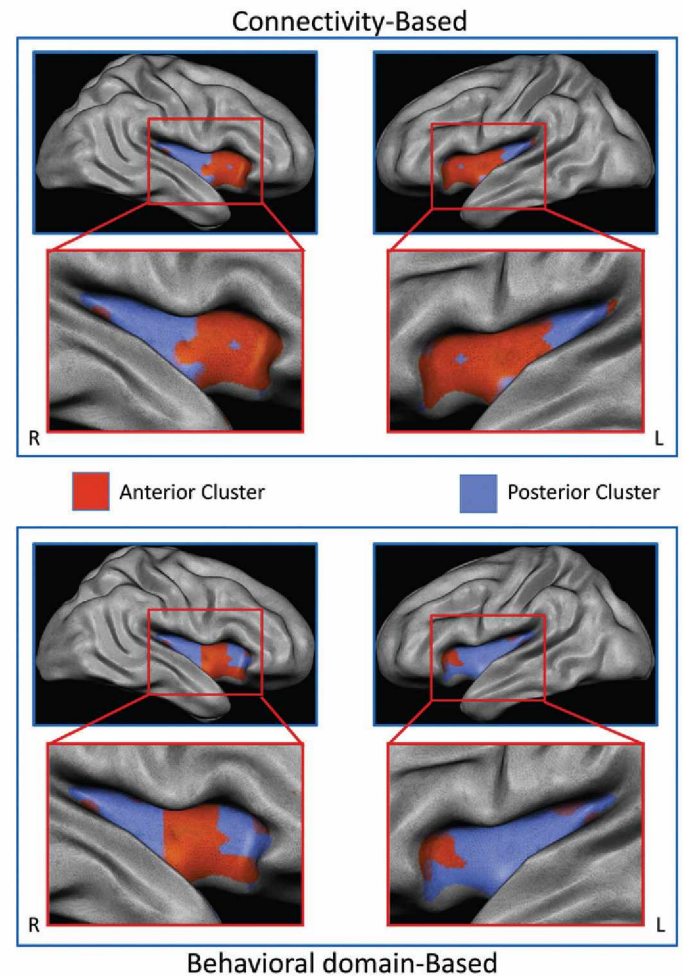 Connectivity-Based
R
L
Anterior Cluster
Posterior Cluster
R
L
Behavioral domain-Based